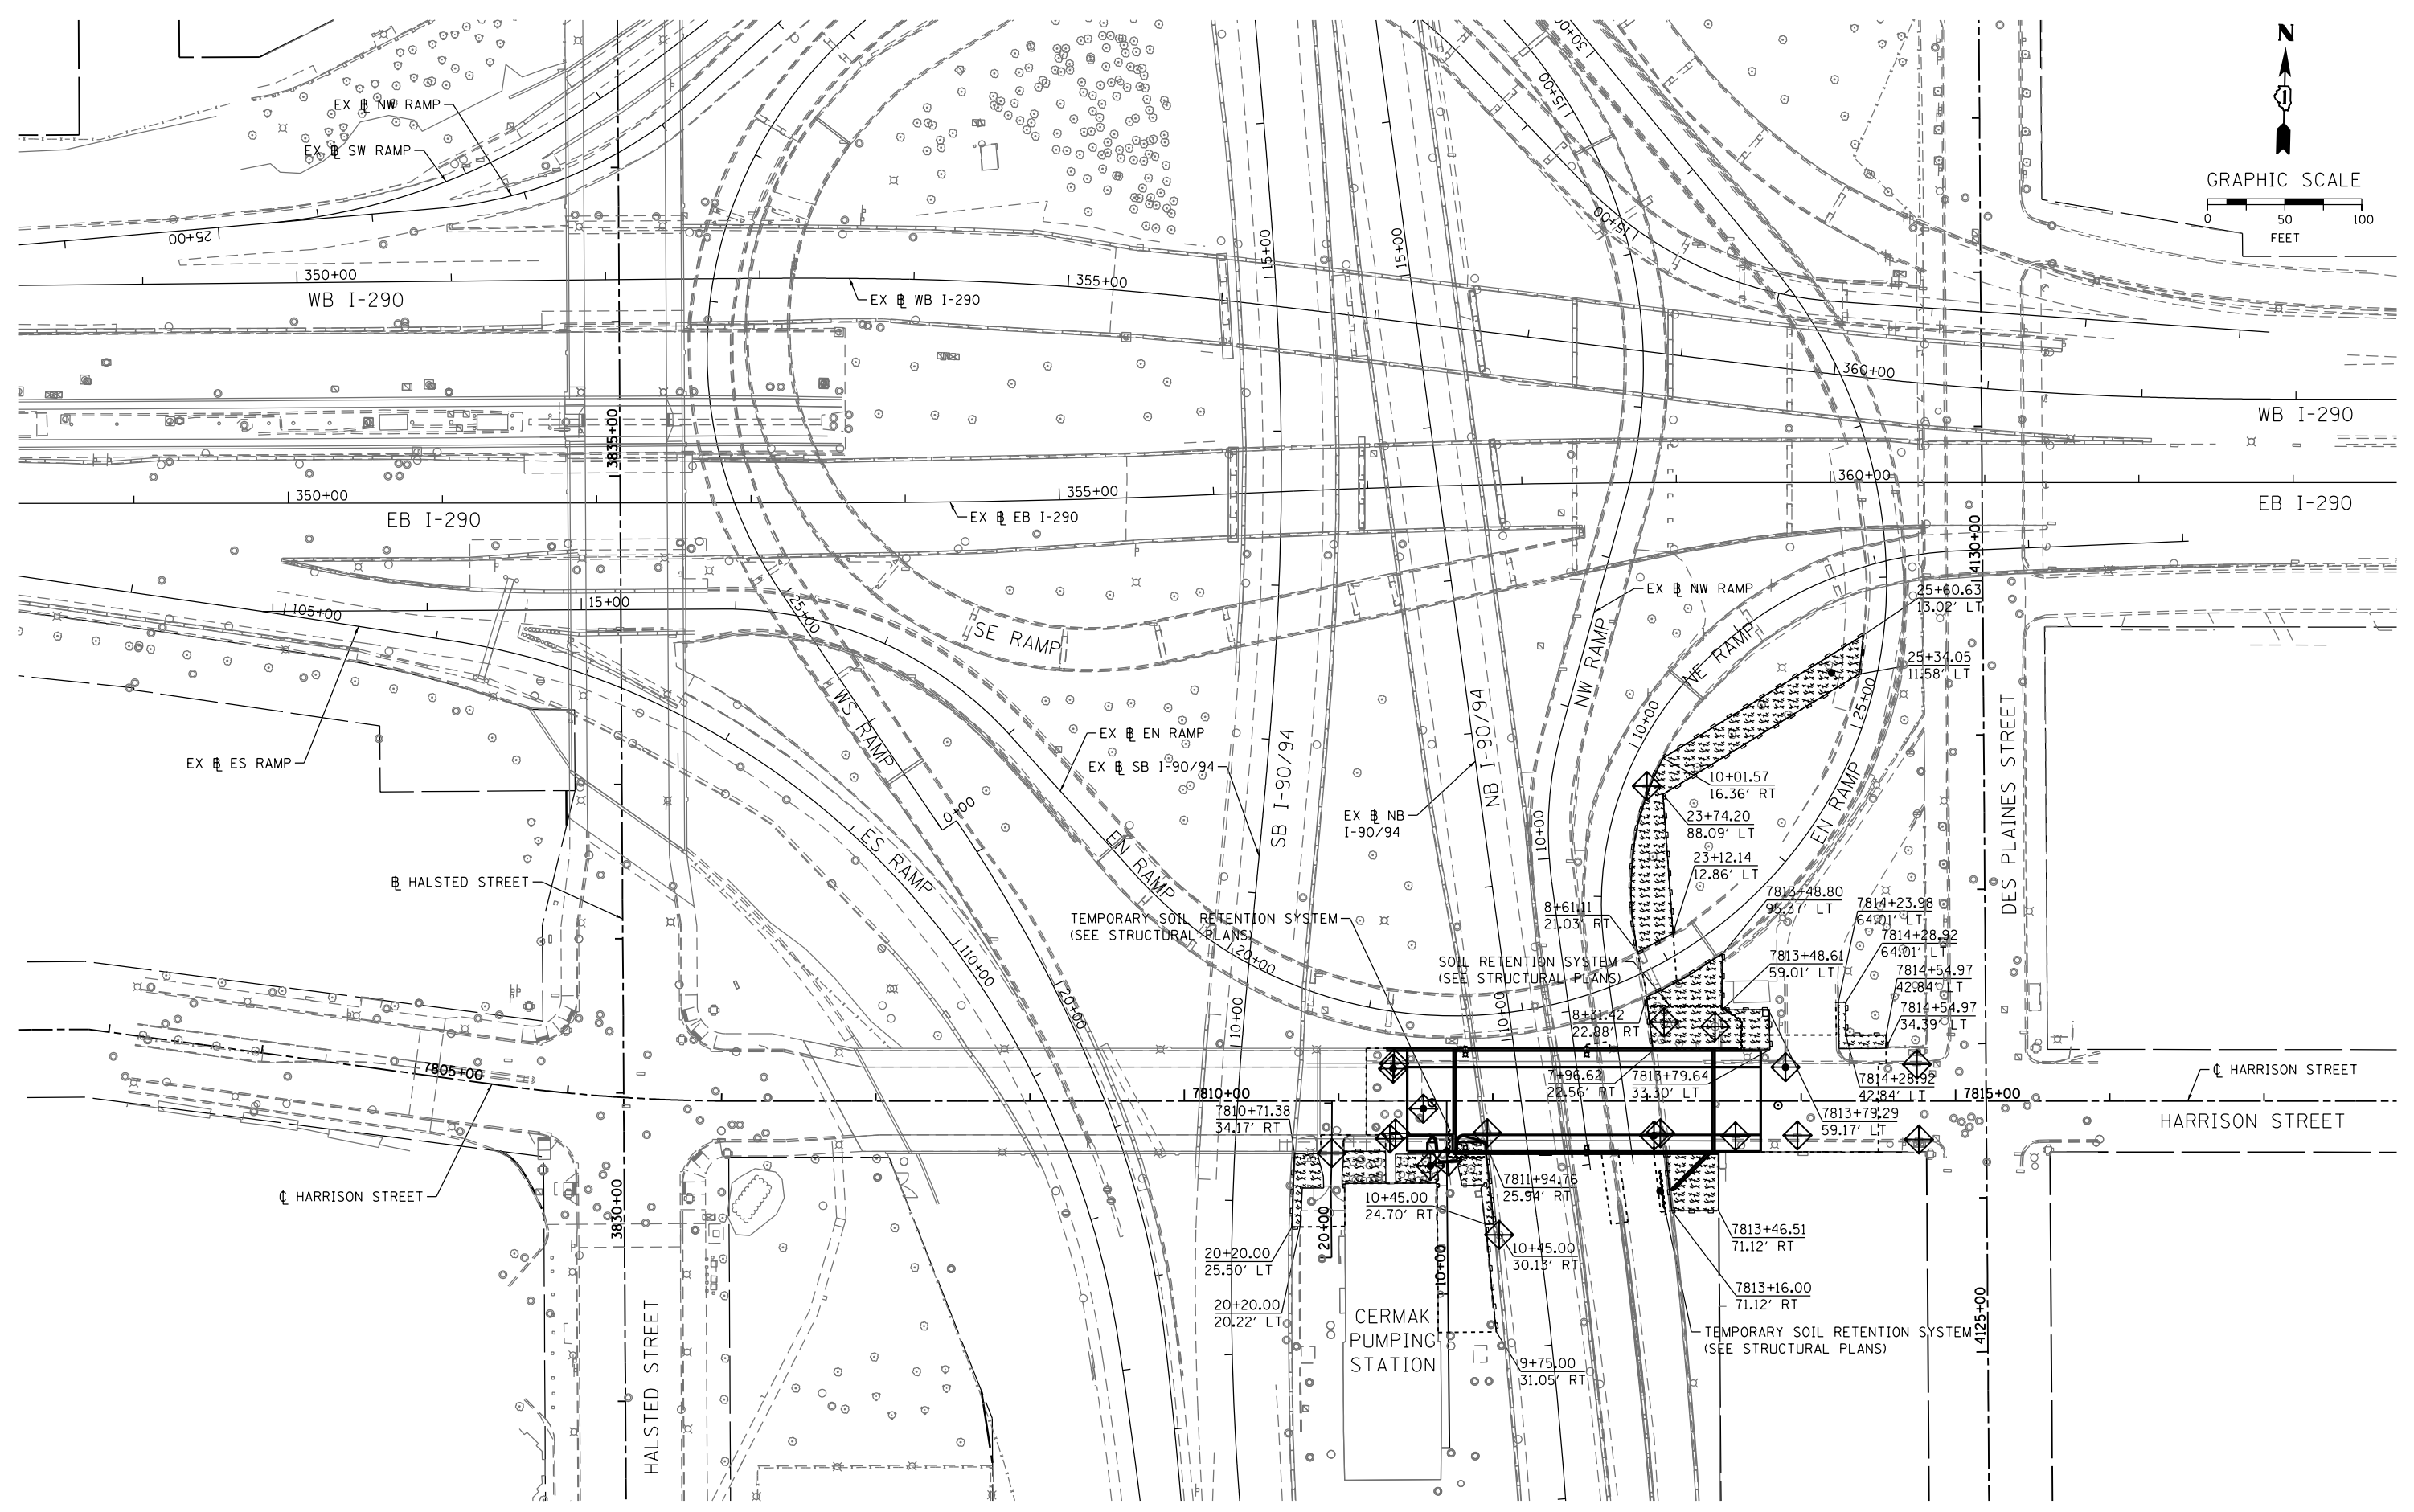 N
GRAPHIC SCALE
0 50 100
FEET
30+00
15+00
15+00
EX ℄ NW RAMP
EX ℄ SW RAMP
25+00
350+00
WB I-290
EX ℄ WB I-290
355+00
15+00
15+00
360+00
WB I-290
3835+00
350+00
EB I-290
EX ℄ EB I-290
355+00
360+00
EB I-290
4130+00
105+00
15+00
25+00
SE RAMP
EX ℄ NW RAMP
NW RAMP
NE RAMP
25+60.63
13.02' LT
25+34.05
11.58' LT
WS RAMP
EX ℄ ES RAMP
EX ℄ EN RAMP
EX ℄ SB I-90/94
SB I-90/94
NB I-90/94
EX ℄ NB
I-90/94
10+00
25+00
DES PLAINES STREET
10+01.57
16.36' RT
23+74.20
88.09' LT
EN RAMP
0+00
10+00
ES RAMP
EN RAMP
℄ HALSTED STREET
23+12.14
12.86' LT
7813+48.80
95.37' LT
7814+23.98
64.01' LT
8+61.11
21.03' RT
TEMPORARY SOIL RETENTION SYSTEM
(SEE STRUCTURAL PLANS)
7814+28.92
64.01' LT
110+00
20+00
SOIL RETENTION SYSTEM
(SEE STRUCTURAL PLANS)
7813+48.61
59.01' LT
7814+54.97
42.84' LT
7814+54.97
34.39' LT
20+00
10+00
10+00
8+31.42
22.88' RT
7805+00
7810+00
7+96.62
22.56' RT
7813+79.64
33.30' LT
7814+28.92
42.84' LT
7815+00
℄ HARRISON STREET
HARRISON STREET
7810+71.38
34.17' RT
7813+79.29
59.17' LT
℄ HARRISON STREET
3830+00
10+45.00
24.70' RT
7811+94.76
25.94' RT
7813+46.51
71.12' RT
20+00
20+20.00
25.50' LT
10+00
10+45.00
30.13' RT
7813+16.00
71.12' RT
20+20.00
20.22' LT
CERMAK
PUMPING
STATION
TEMPORARY SOIL RETENTION SYSTEM
(SEE STRUCTURAL PLANS)
4125+00
9+75.00
31.05' RT
HALSTED STREET